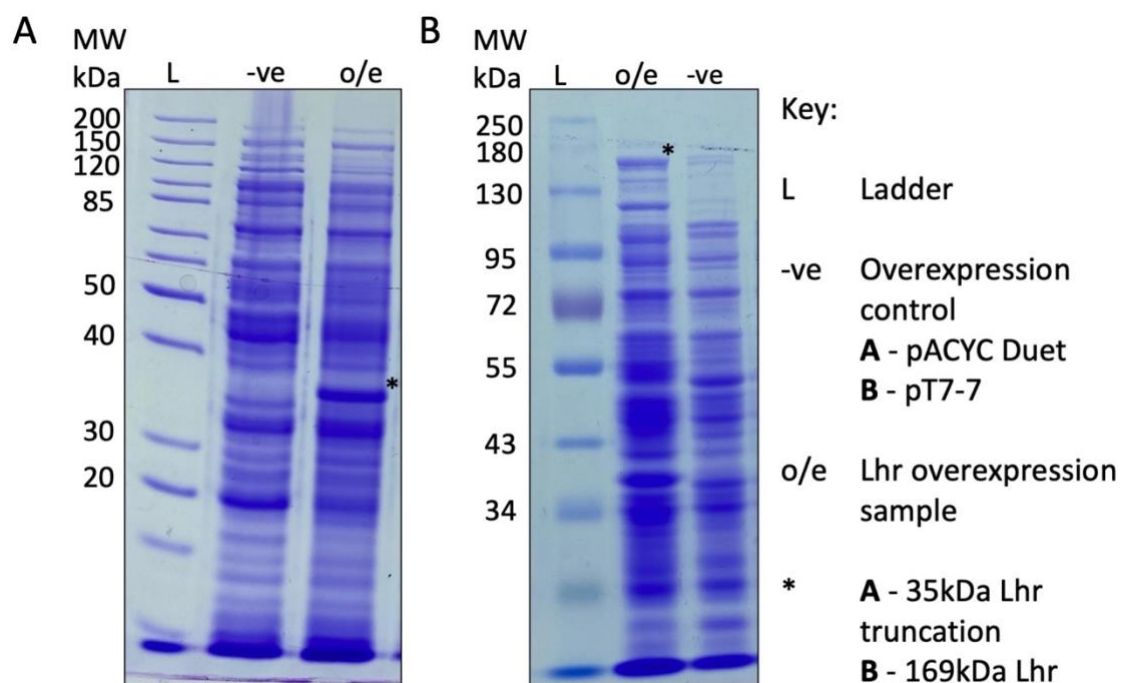 A
MW
kDa
L -ve o/e
200
150
120
85
50
40
30
20
*
B
MW
kDa
L o/e -ve
250
180
130
95
72
55
43
34
*
Key:
L Ladder
-ve Overexpression
control
A - pACYC Duet
B - pT7-7
o/e Lhr overexpression
sample
* A - 35kDa Lhr
truncation
B - 169kDa Lhr